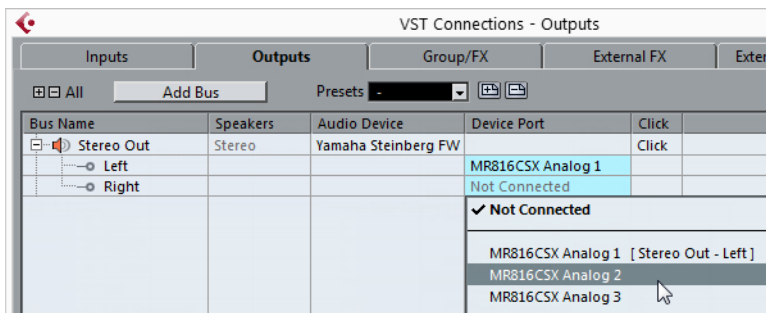 VST Connections - Outputs
Inputs Outputs Group/FX External FX Exter
All Add Bus Presets -
Bus Name Speakers Audio Device Device Port Click
Stereo Out Stereo Yamaha Steinberg FW Click
Left MR816CSX Analog 1
Right Not Connected
✓ Not Connected
MR816CSX Analog 1 [ Stereo Out - Left ]
MR816CSX Analog 2
MR816CSX Analog 3